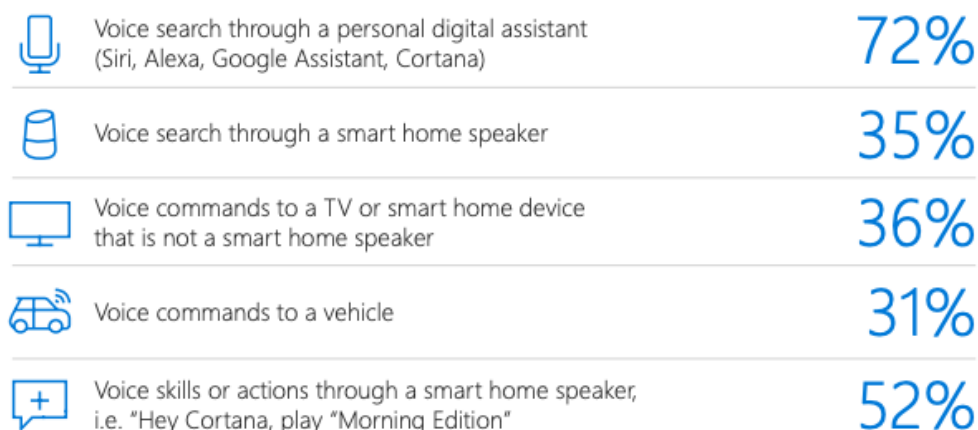 Voice search through a personal digital assistant
(Siri, Alexa, Google Assistant, Cortana)
72%
Voice search through a smart home speaker
35%
Voice commands to a TV or smart home device
that is not a smart home speaker
36%
Voice commands to a vehicle
31%
Voice skills or actions through a smart home speaker,
i.e. “Hey Cortana, play “Morning Edition”
52%